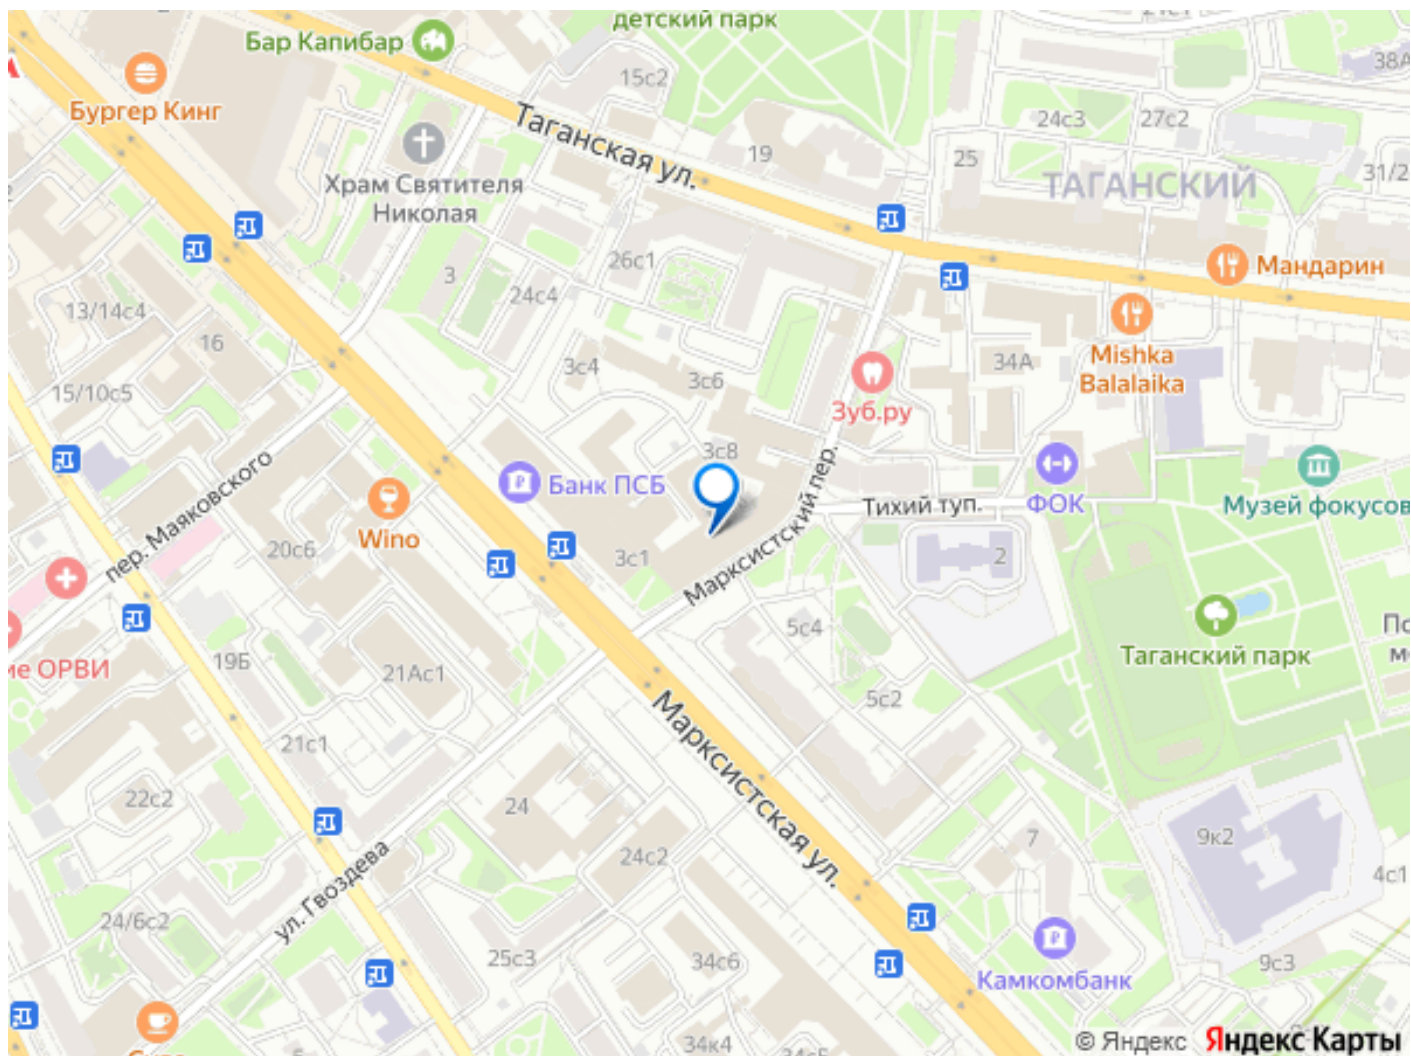 детский парк
21с1
Бар Капибар
38А
Бургер Кинг
15с2
Таганская ул.
24с3
27с2
19
25
31/2
Храм Святителя
Николая
ТАГАНСКИЙ
26с1
3
24с4
Мандарин
13/14с4
16
Mishka
Balalaika
34А
3с4
3с6
15/10с5
Зуб.ру
3с8
Банк ПСБ
пер. Маяковского
Wino
Марксистский пер.
Тихий туп.
ФОК
Музей фокусов
20с6
3с1
2
19Б
ие ОРВИ
21Ас1
5с4
Таганский парк
По
м
5с2
21с1
Марксистская ул.
22с2
24
7
9к2
24с2
4с1
ул. Гвоздева
24/6с2
25с3
34с6
Камкомбанк
9с3
34к4
© Яндекс
Яндекс Карты